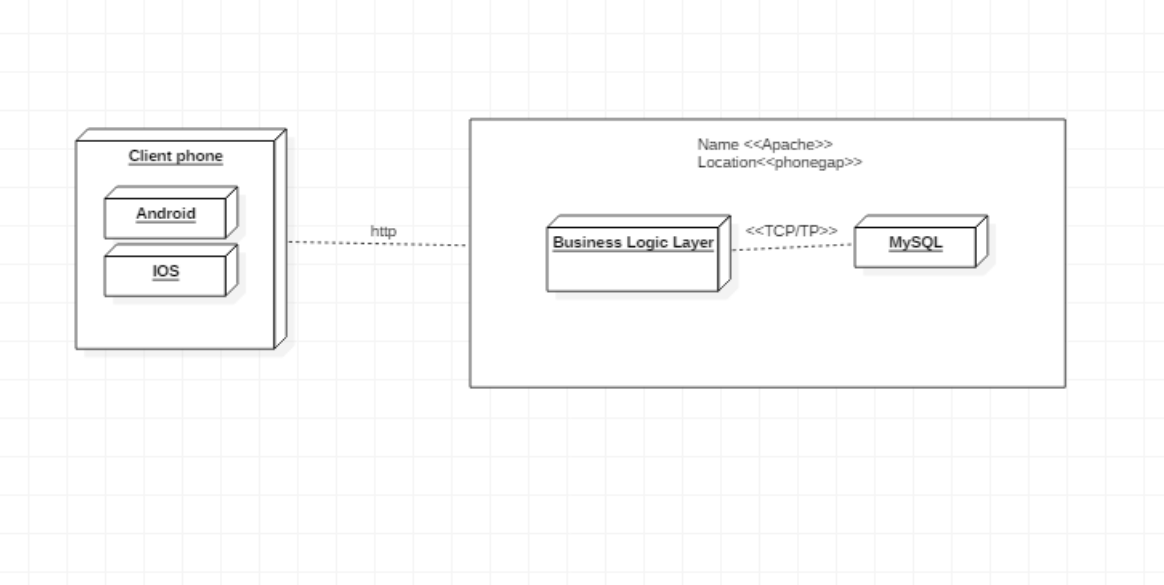 Client phone
Android
IOS
http
Name <<Apache>>
Location<<phonegap>>
Business Logic Layer
<<TCP/TP>>
MySQL